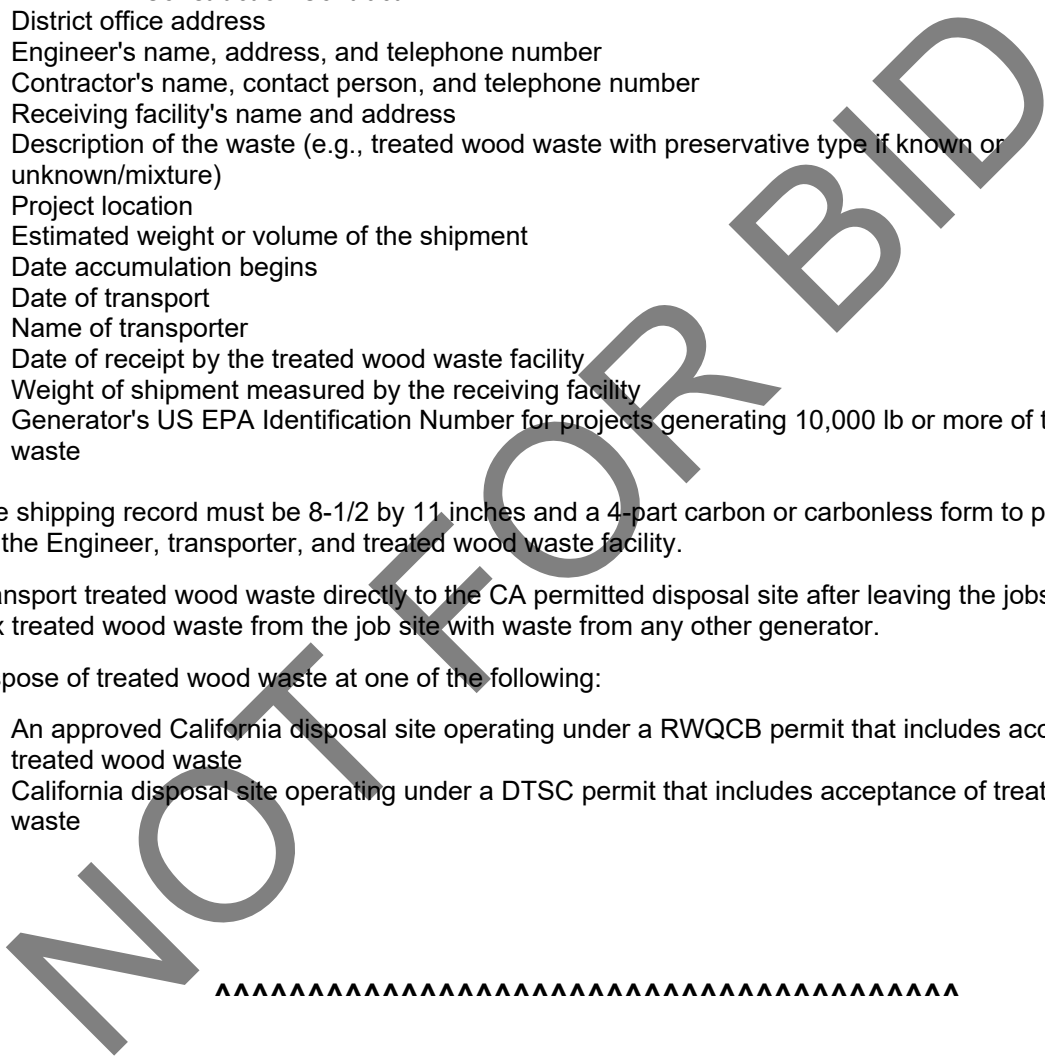 District office address
Engineer's name, address, and telephone number
Contractor's name, contact person, and telephone number
Receiving facility's name and address
Description of the waste (e.g., treated wood waste with preservative type if known or
unknown/mixture)
Project location
Estimated weight or volume of the shipment
Date accumulation begins
Date of transport
Name of transporter
Date of receipt by the treated wood waste facility
Weight of shipment measured by the receiving facility
Generator's US EPA Identification Number for projects generating 10,000 lb or more of
waste
shipping record must be 8-1/2 by 11 inches and a 4-part carbon or carbonless form to
the Engineer, transporter, and treated wood waste facility.
treated wood waste directly to the CA permitted disposal site after leaving the
treated wood waste from the job site with waste from any other generator.
of treated wood waste at one of the following:
An approved California disposal site operating under a RWQCB permit that includes
treated wood waste
California disposal site operating under a DTSC permit that includes acceptance of
waste
^^^^^^^^^^^^^^^^^^^^^^^^^^^^^^^^^^^^^^^^
NOT FOR BID